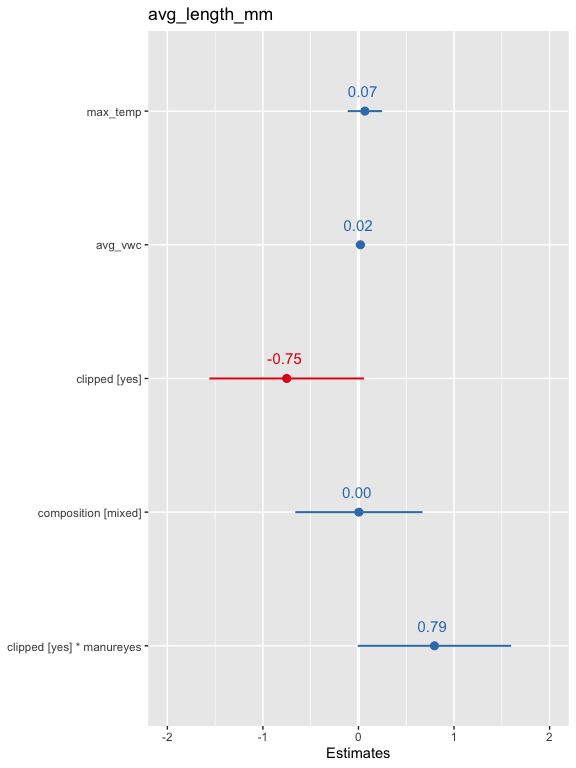 avg_length_mm
max_temp
0.07
avg_vwc
0.02
clipped [yes]
-0.75
composition [mixed]
0.00
clipped [yes] * manureyes
0.79
-2 -1 0 1 2
Estimates